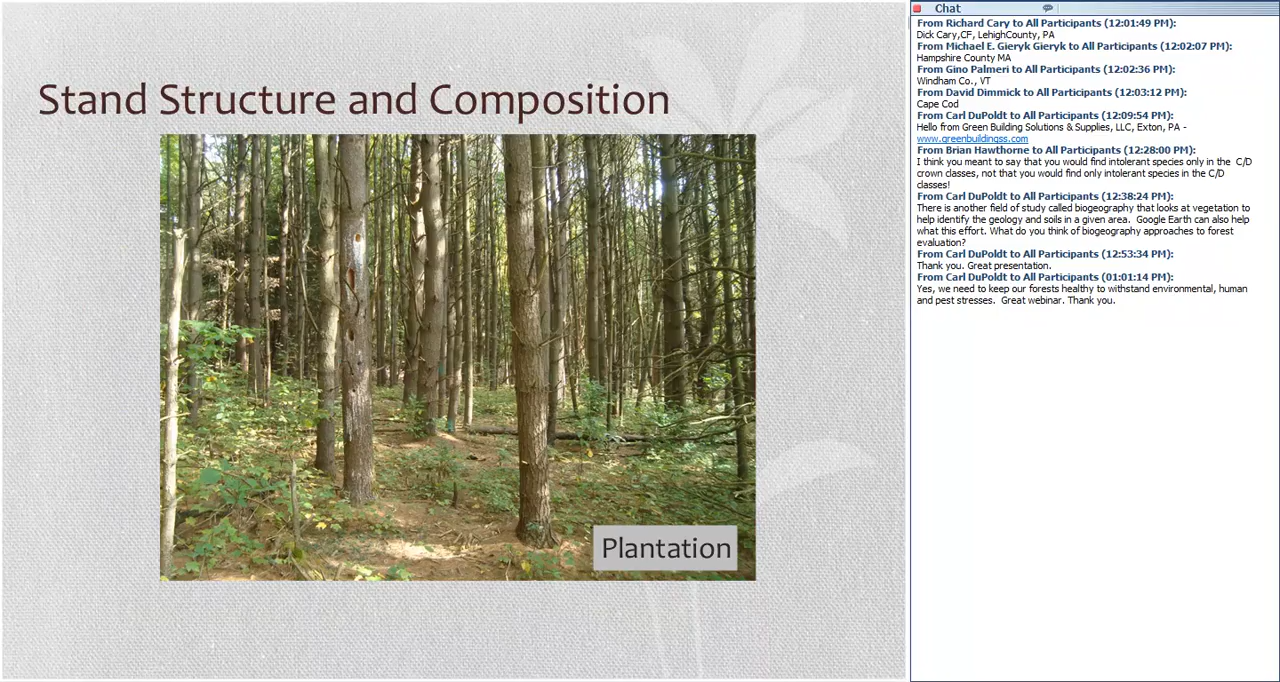 Stand Structure and Composition
Plantation
Chat
From Richard Cary to All Participants (12:01:49 PM):
Dick Cary,CF, LehighCounty, PA
From Michael E. Gieryk Gieryk to All Participants (12:02:07 PM):
Hampshire County MA
From Gino Palmeri to All Participants (12:02:36 PM):
Windham Co., VT
From David Dimmick to All Participants (12:03:12 PM):
Cape Cod
From Carl DuPoldt to All Participants (12:09:54 PM):
Hello from Green Building Solutions & Supplies, LLC, Exton, PA -
www.greenbuildingss.com
From Brian Hawthorne to All Participants (12:28:00 PM):
I think you meant to say that you would find intolerant species only in the C/D
crown classes, not that you would find only intolerant species in the C/D
classes!
From Carl DuPoldt to All Participants (12:38:24 PM):
There is another field of study called biogeography that looks at vegetation to
help identify the geology and soils in a given area. Google Earth can also help
what this effort. What do you think of biogeography approaches to forest
evaluation?
From Carl DuPoldt to All Participants (12:53:34 PM):
Thank you. Great presentation.
From Carl DuPoldt to All Participants (01:01:14 PM):
Yes, we need to keep our forests healthy to withstand environmental, human
and pest stresses. Great webinar. Thank you.